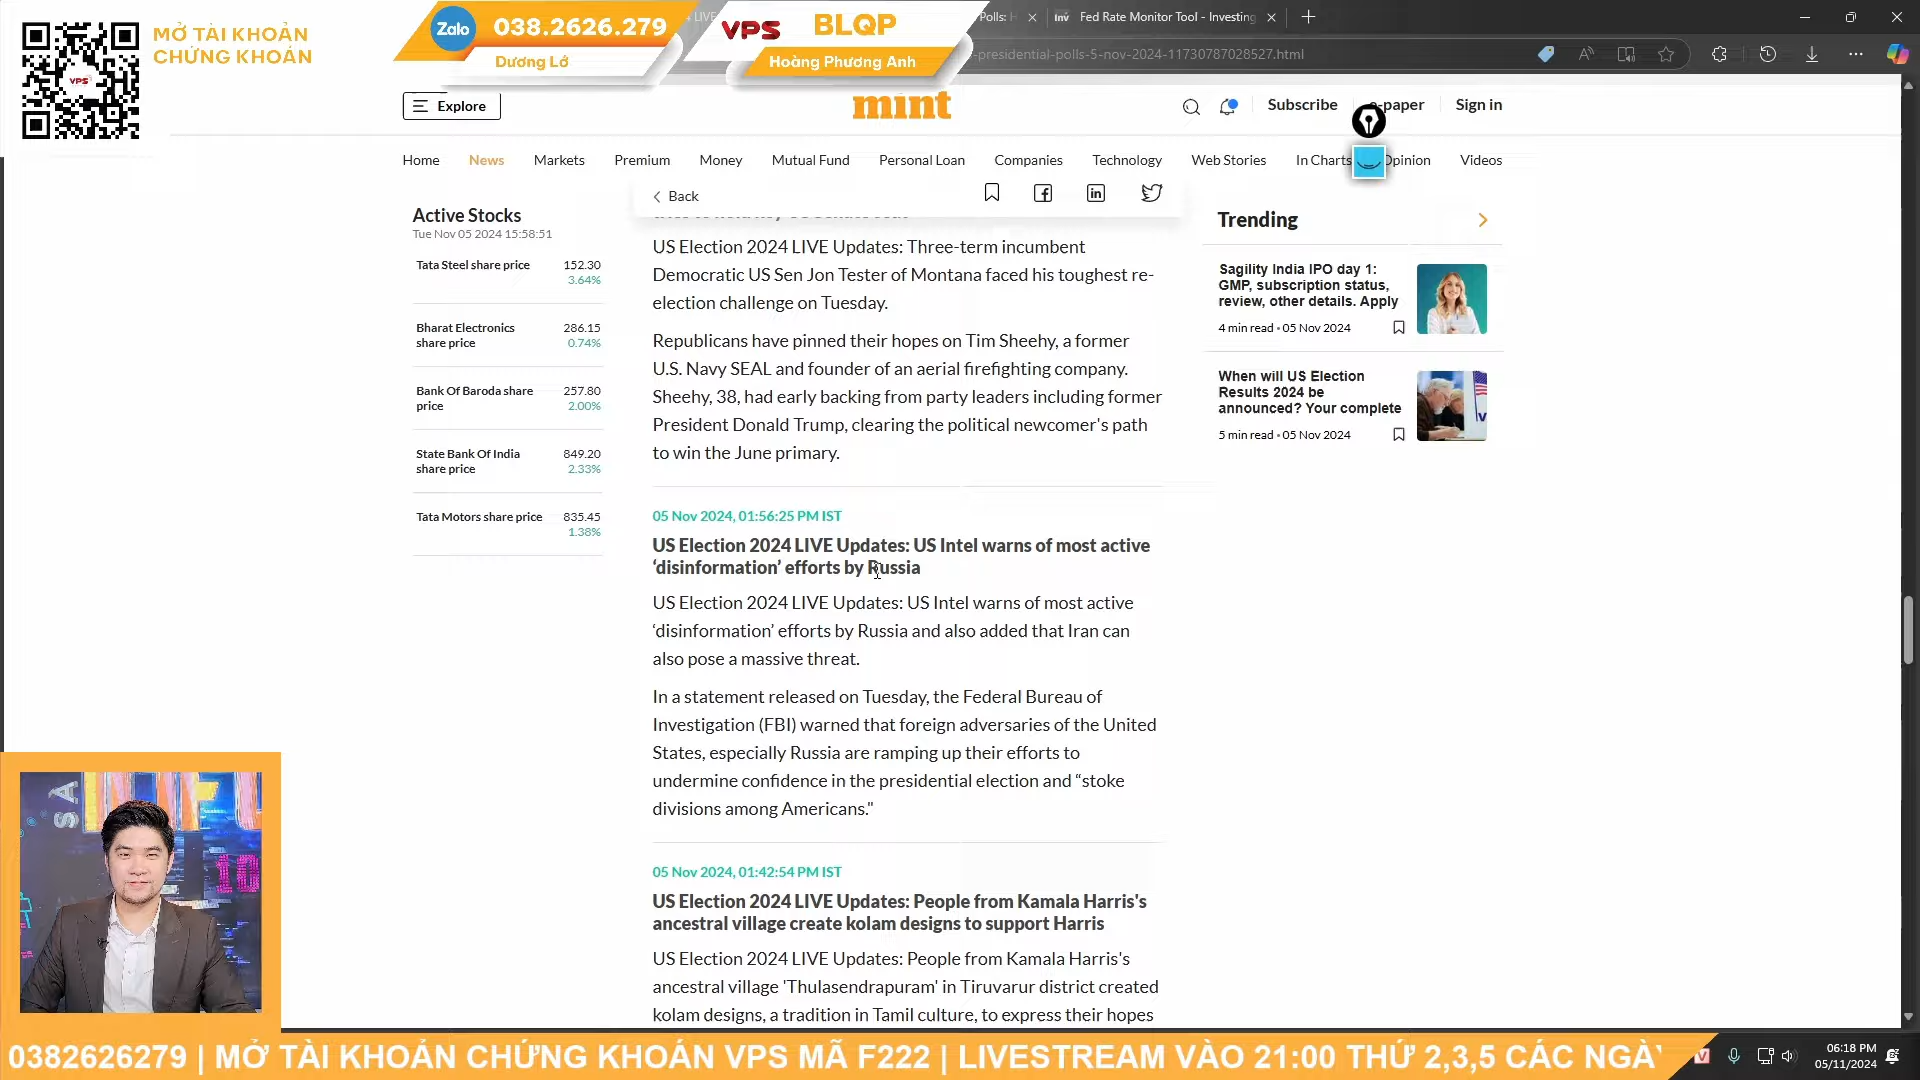 MỞ TÀI KHOẢN
CHỨNG KHOÁN
VPS
Zalo
038.2626.279
Dương Lớ
VPS
BLQP
Hoàng Phương Anh
Polls: H
Fed Rate Monitor Tool - Investing
-presidential-polls-5-nov-2024-11730787028527.html
Explore
mint
Subscribe
e-paper
Sign in
Home
News
Markets
Premium
Money
Mutual Fund
Personal Loan
Companies
Technology
Web Stories
In Charts
Opinion
Videos
Back
Active Stocks
Tue Nov 05 2024 15:58:51
Tata Steel share price 152.30
3.64%
Bharat Electronics 286.15
share price 0.74%
Bank Of Baroda share 257.80
price 2.00%
State Bank Of India 849.20
share price 2.33%
Tata Motors share price 835.45
1.38%
US Election 2024 LIVE Updates: Three-term incumbent
Democratic US Sen Jon Tester of Montana faced his toughest re-
election challenge on Tuesday.
Republicans have pinned their hopes on Tim Sheehy, a former
U.S. Navy SEAL and founder of an aerial firefighting company.
Sheehy, 38, had early backing from party leaders including former
President Donald Trump, clearing the political newcomer's path
to win the June primary.
05 Nov 2024, 01:56:25 PM IST
US Election 2024 LIVE Updates: US Intel warns of most active
‘disinformation’ efforts by Russia
US Election 2024 LIVE Updates: US Intel warns of most active
‘disinformation’ efforts by Russia and also added that Iran can
also pose a massive threat.
In a statement released on Tuesday, the Federal Bureau of
Investigation (FBI) warned that foreign adversaries of the United
States, especially Russia are ramping up their efforts to
undermine confidence in the presidential election and “stoke
divisions among Americans."
05 Nov 2024, 01:42:54 PM IST
US Election 2024 LIVE Updates: People from Kamala Harris's
ancestral village create kolam designs to support Harris
US Election 2024 LIVE Updates: People from Kamala Harris's
ancestral village 'Thulasendrapuram' in Tiruvarur district created
kolam designs, a tradition in Tamil culture, to express their hopes
Trending
Sagility India IPO day 1:
GMP, subscription status,
review, other details. Apply
4 min read • 05 Nov 2024
When will US Election
Results 2024 be
announced? Your complete
5 min read • 05 Nov 2024
0382626279 | MỞ TÀI KHOẢN CHỨNG KHOÁN VPS MÃ F222 | LIVESTREAM VÀO 21:00 THỨ 2,3,5 CÁC NGÀY
06:18 PM
05/11/2024